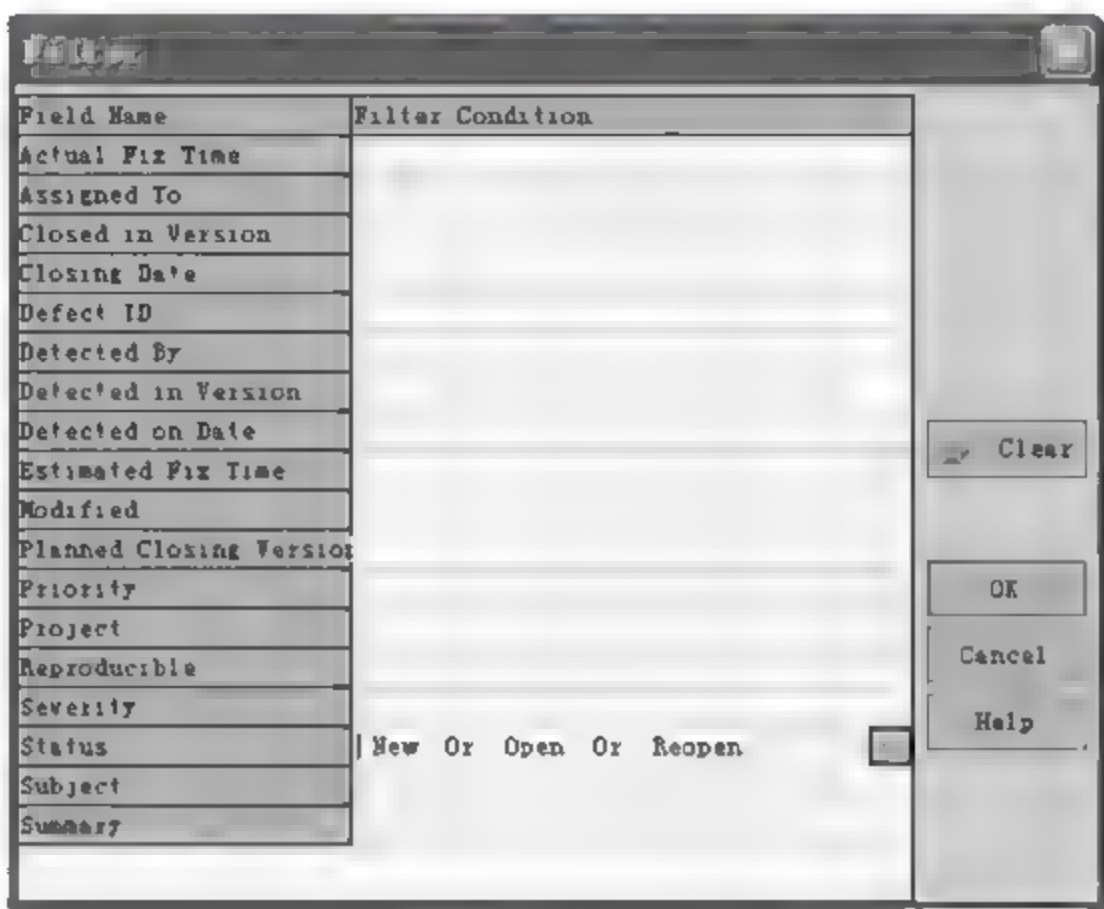 Field Name Filter Condition
Actual Fix Time
Assigned To
Closed in Version
Closing Date
Defect ID
Detected By
Detected in Version
Detected on Date
Estimated Fix Time
Modified
Planned Closing Version
Priority
Project
Reproducible
Severity
Status New Or Open Or Reopen
Subject
Summary
Clear
OK
Cancel
Help